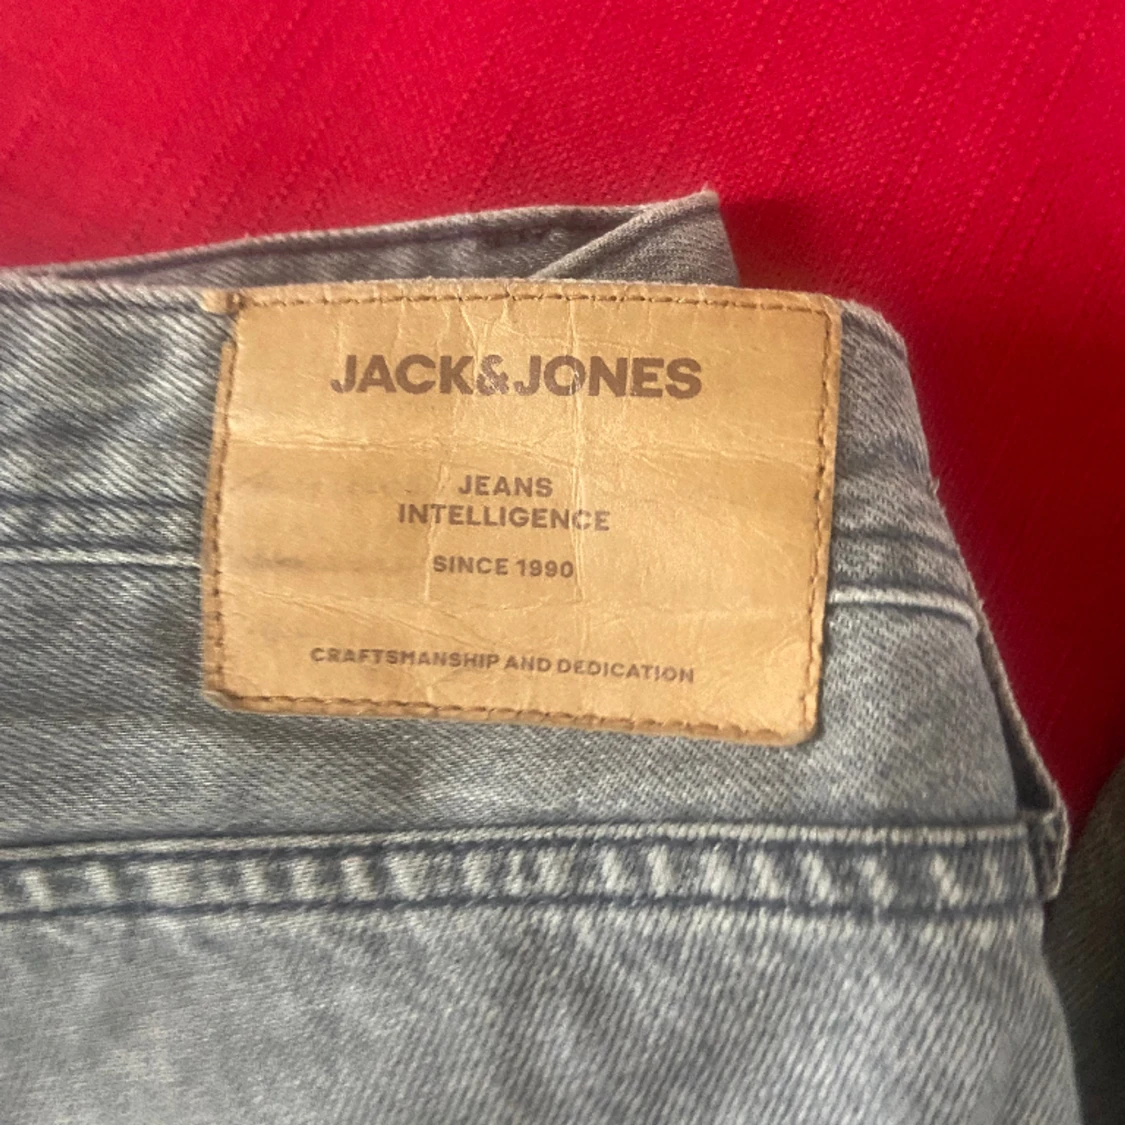 JACK&JONES
JEANS
INTELLIGENCE
SINCE 1990
CRAFTSMANSHIP AND DEDICATION